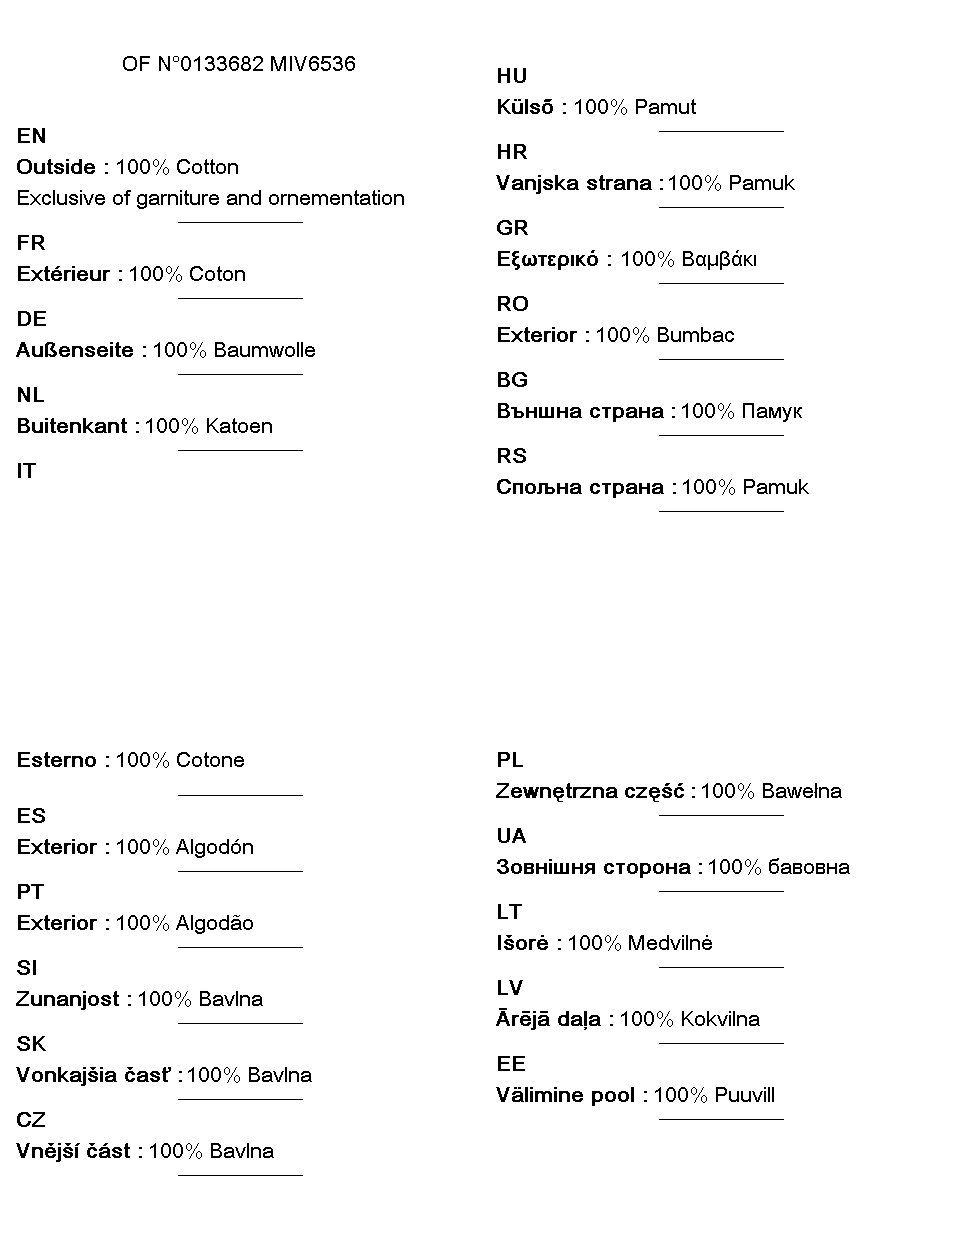 OF N°0133682 MIV6536
EN
Outside : 100% Cotton
Exclusive of garniture and ornementation
FR
Extérieur : 100% Coton
DE
Außenseite : 100% Baumwolle
NL
Buitenkant : 100% Katoen
IT
Esterno : 100% Cotone
ES
Exterior : 100% Algodón
PT
Exterior : 100% Algodão
SI
Zunanjost : 100% Bavlna
SK
Vonkajšia časť : 100% Bavlna
CZ
Vnější část : 100% Bavlna
HU
Külső : 100% Pamut
HR
Vanjska strana : 100% Pamuk
GR
Εξωτερικό : 100% Βαμβάκι
RO
Exterior : 100% Bumbac
BG
Външна страна : 100% Памук
RS
Спољна страна : 100% Pamuk
PL
Zewnętrzna część : 100% Bawełna
UA
Зовнішня сторона : 100% бавовна
LT
Išorė : 100% Medvilnė
LV
Ārējā daļa : 100% Kokvilna
EE
Välimine pool : 100% Puuvill